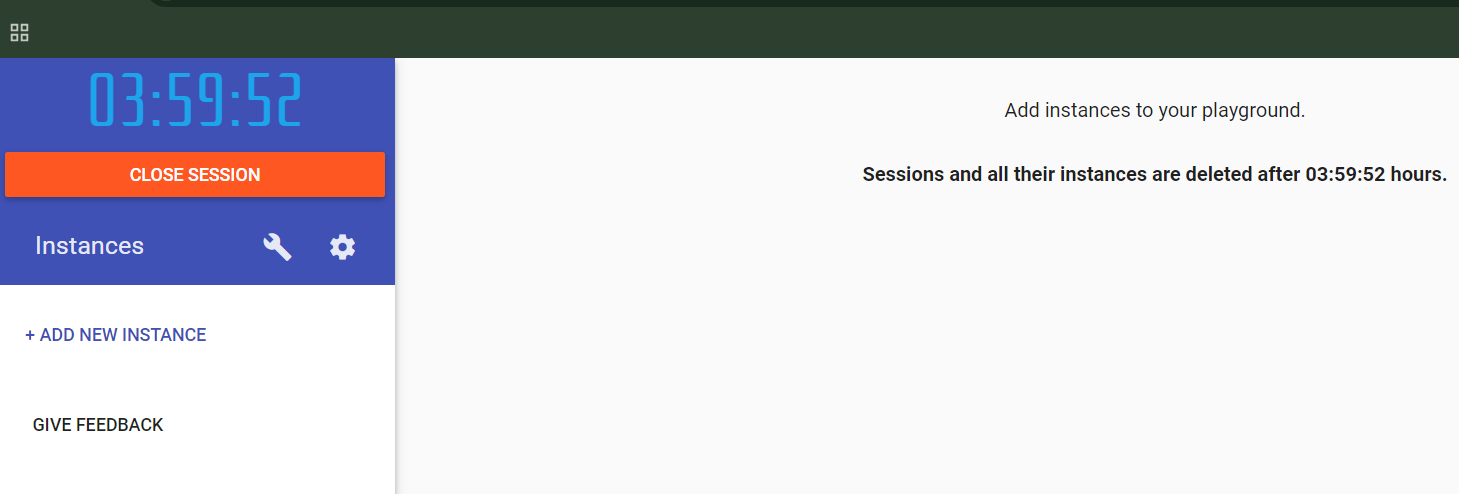 03:59:52
CLOSE SESSION
Instances
+ ADD NEW INSTANCE
GIVE FEEDBACK
Add instances to your playground.
Sessions and all their instances are deleted after 03:59:52 hours.